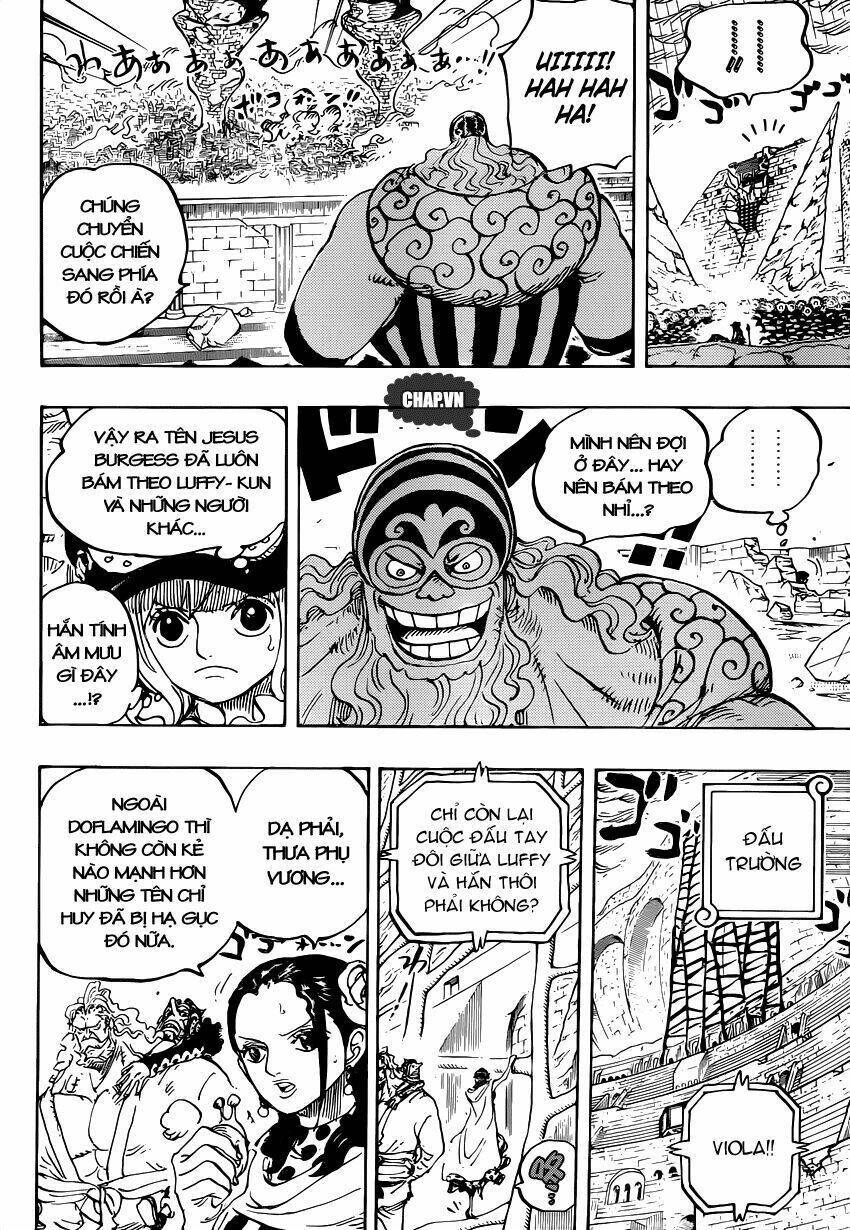 UIIIII!
HAH HAH
HA!
CHÚNG
CHUYỂN
CUỘC CHIẾN
SANG PHÍA
ĐÓ RỒI À?
CHAP.VN
VẬY RA TÊN JESUS
BURGESS ĐÃ LUÔN
BÁM THEO LUFFY- KUN
VÀ NHỮNG NGƯỜI
KHÁC...
HẮN TÍNH
ÂM MƯU
GÌ ĐÂY
...!?
MÌNH NÊN ĐỢI
Ở ĐÂY... HAY
NÊN BÁM THEO
NHỈ...?
NGOÀI
DOFLAMINGO THÌ
KHÔNG CÒN KẺ
NÀO MẠNH HƠN
NHỮNG TÊN CHỈ
HUY ĐÃ BỊ HẠ GỤC
ĐÓ NỮA.
DẠ PHẢI,
THƯA PHỤ
VƯƠNG...
CHỈ CÒN LẠI
CUỘC ĐẤU TAY
ĐÔI GIỮA LUFFY
VÀ HẮN THÔI
PHẢI KHÔNG?
ĐẤU
TRƯỜNG
VIOLA!!